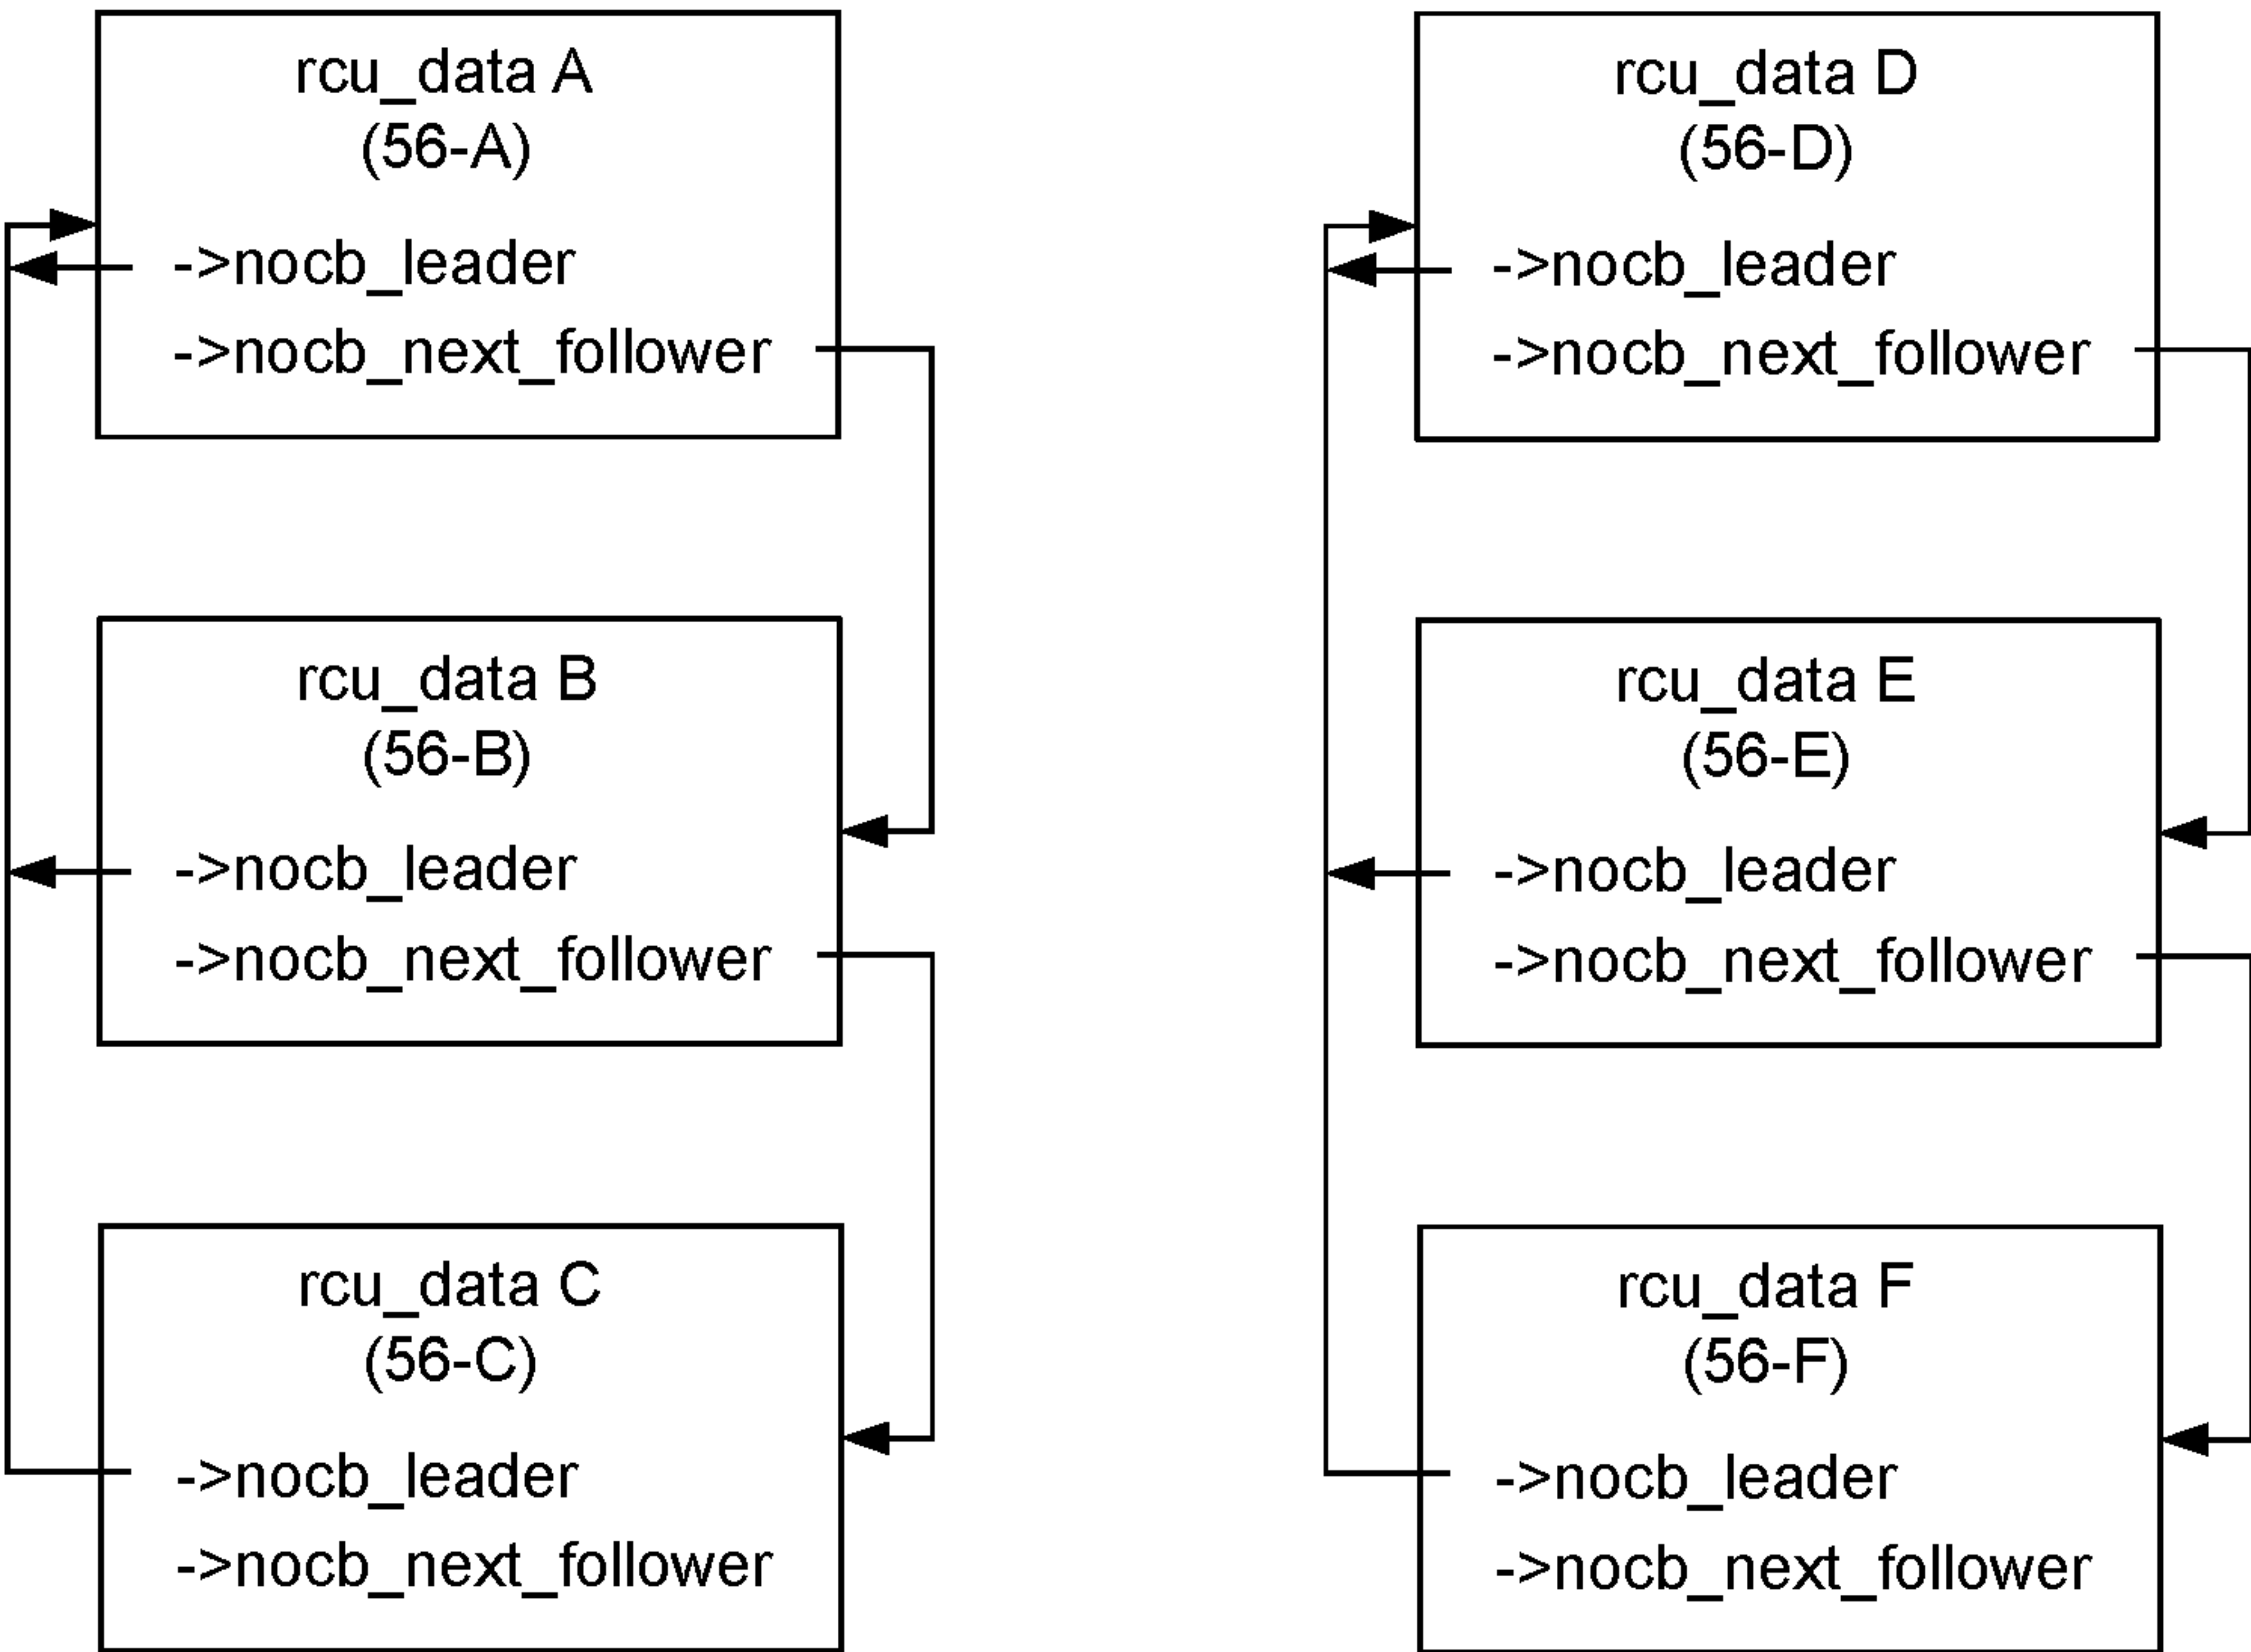 rcu_data A
(56-A)
->nocb_leader
->nocb_next_follower
rcu_data B
(56-B)
->nocb_leader
->nocb_next_follower
rcu_data C
(56-C)
->nocb_leader
->nocb_next_follower
rcu_data D
(56-D)
->nocb_leader
->nocb_next_follower
rcu_data E
(56-E)
->nocb_leader
->nocb_next_follower
rcu_data F
(56-F)
->nocb_leader
->nocb_next_follower